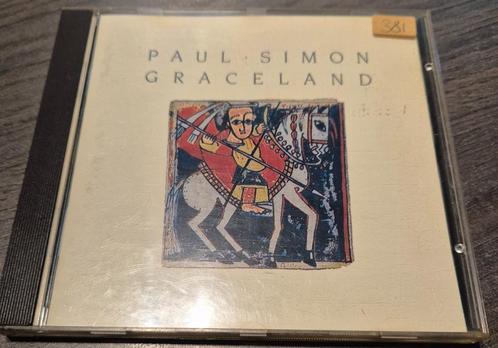 381
PAUL · SIMON
GRACELAND